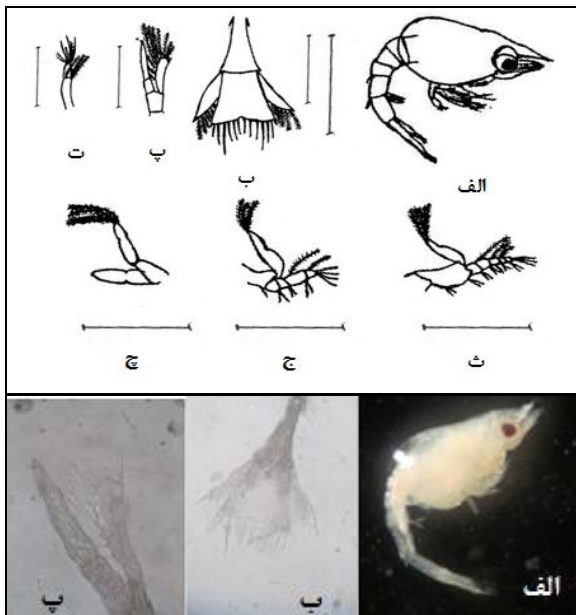 الف ب پ ت
ث ج چ
الف ب پ